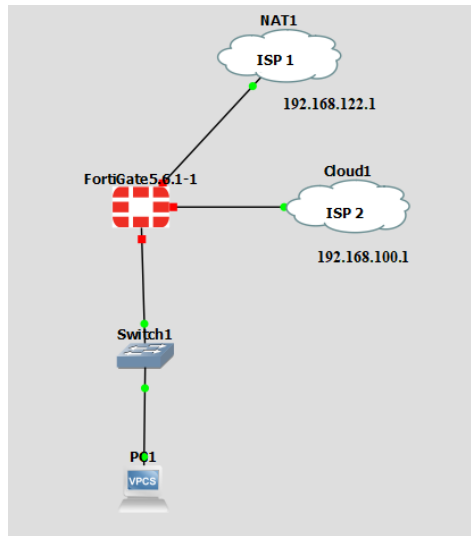 NAT1
ISP 1
192.168.122.1
FortiGate5.6.1-1
Cloud1
ISP 2
192.168.100.1
Switch1
PC1
VPCS